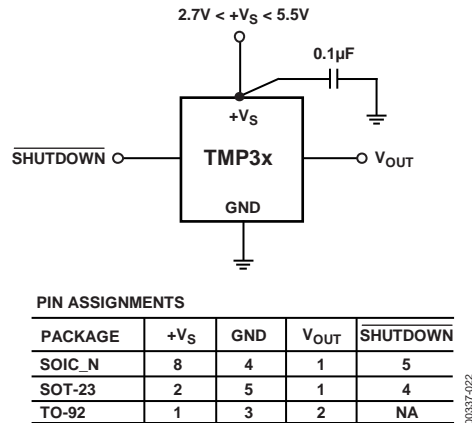 2.7V < +VS < 5.5V
0.1µF
+VS
SHUTDOWN
TMP3x
VOUT
GND
PIN ASSIGNMENTS
PACKAGE +VS GND VOUT SHUTDOWN
SOIC_N 8 4 1 5
SOT-23 2 5 1 4
TO-92 1 3 2 NA
00337-022